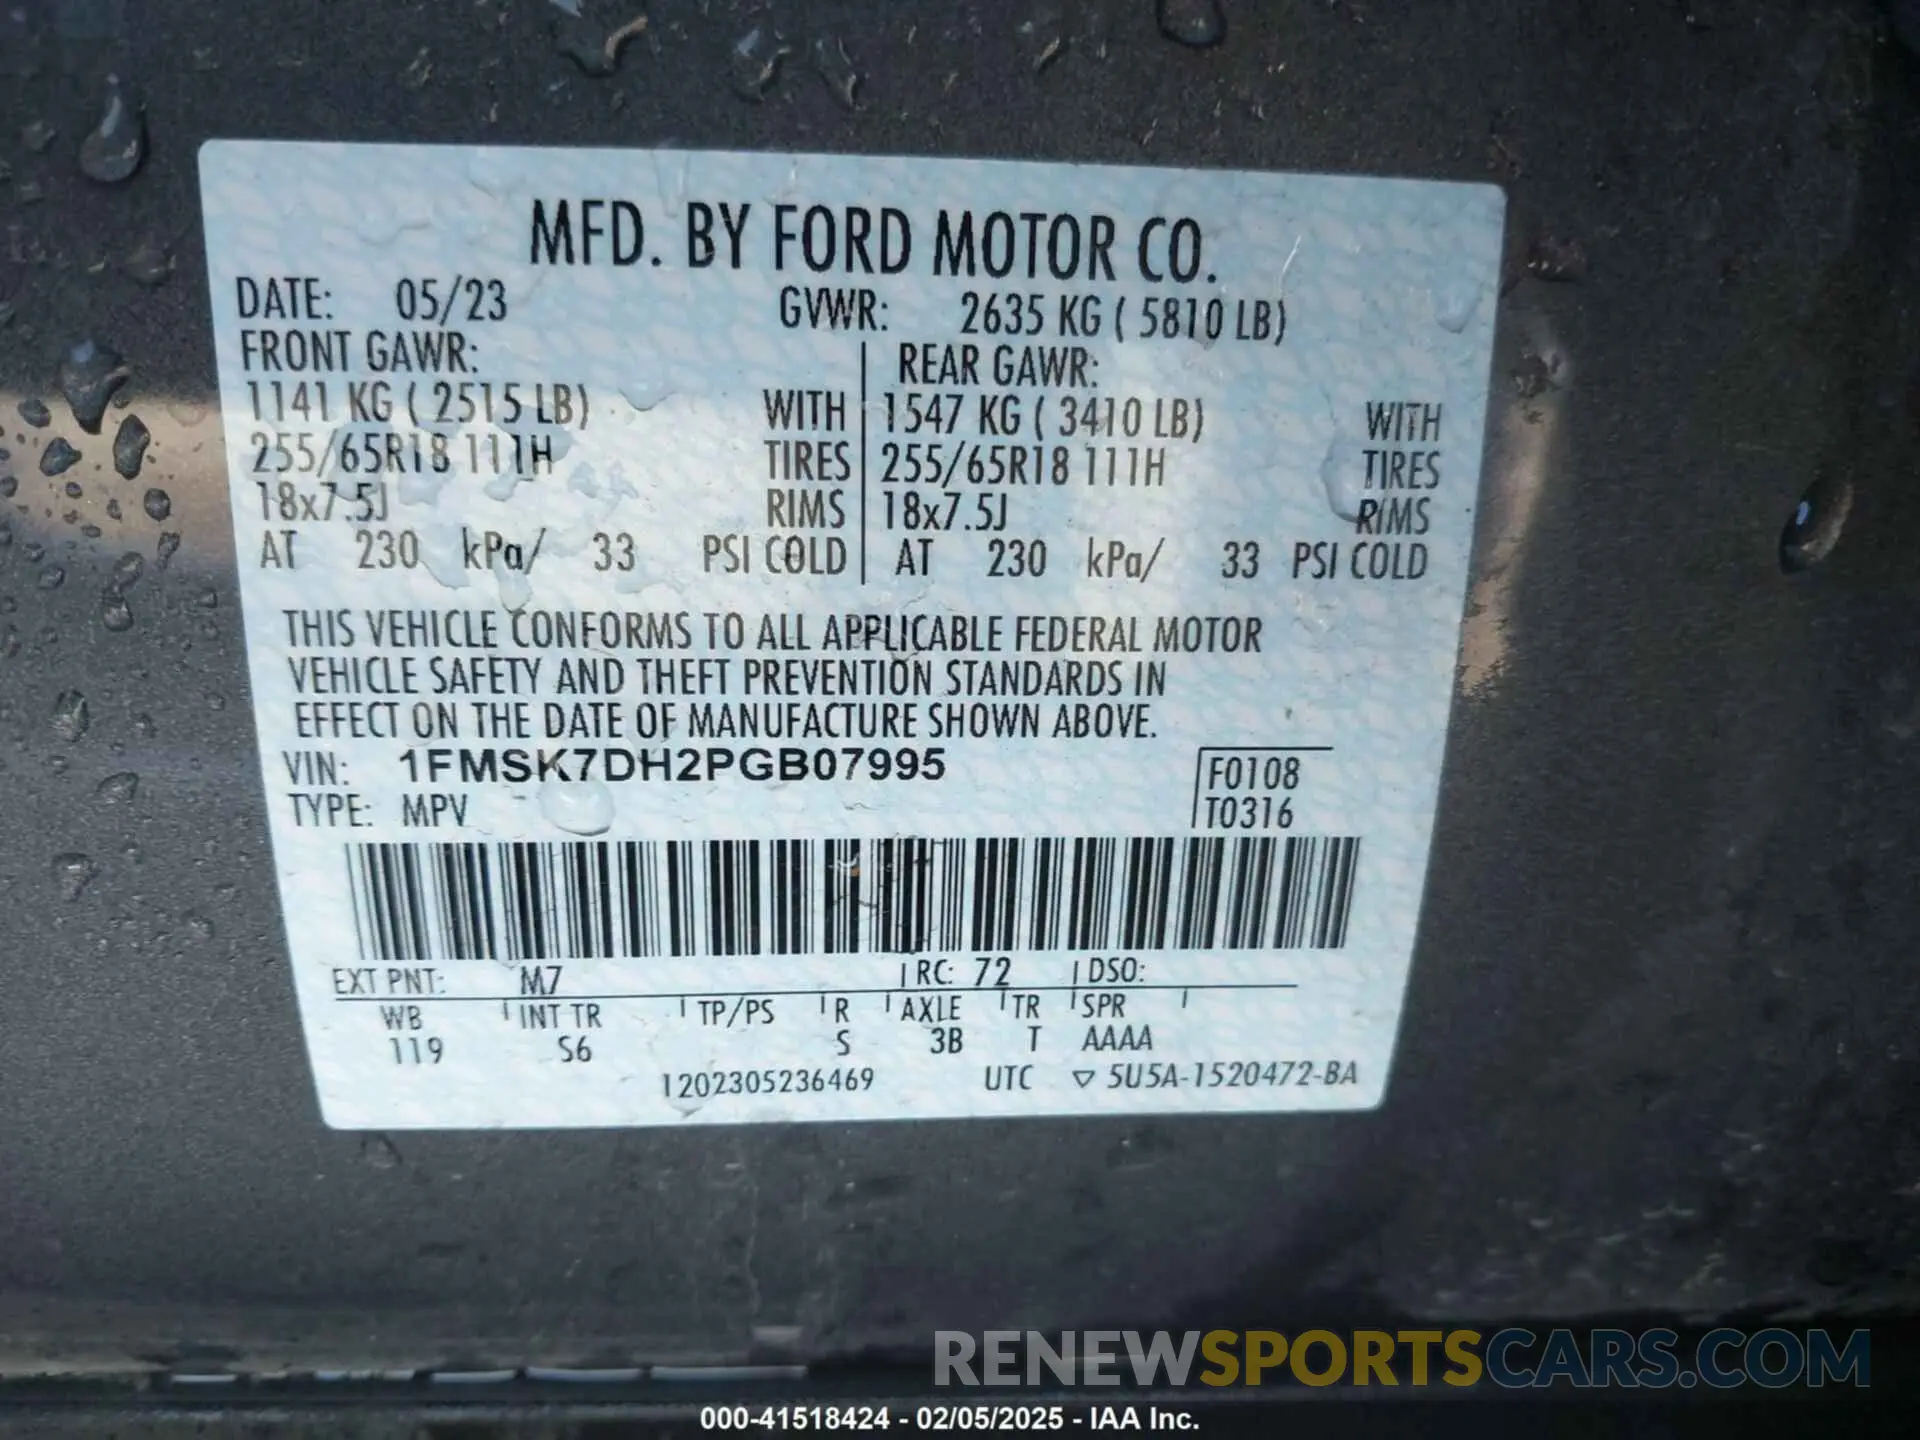 MFD. BY FORD MOTOR CO.
DATE: 05/23 GVWR: 2635 KG ( 5810 LB)
FRONT GAWR: REAR GAWR:
1141 KG ( 2515 LB) WITH 1547 KG ( 3410 LB) WITH
255/65R18 111H TIRES 255/65R18 111H TIRES
18x7.5J RIMS 18x7.5J RIMS
AT 230 kPa/ 33 PSI COLD AT 230 kPa/ 33 PSI COLD
THIS VEHICLE CONFORMS TO ALL APPLICABLE FEDERAL MOTOR
VEHICLE SAFETY AND THEFT PREVENTION STANDARDS IN
EFFECT ON THE DATE OF MANUFACTURE SHOWN ABOVE.
VIN: 1FMSK7DH2PGB07995 F0108
TYPE: MPV T0316
EXT PNT: M7 RC: 72 DSO:
WB INT TR TP/PS R AXLE TR SPR
119 S6 S 3B T AAAA
1202305236469 UTC ▽ 5U5A-1520472-BA
RENEWSPORTSCARS.COM
000-41518424 - 02/05/2025 - IAA Inc.